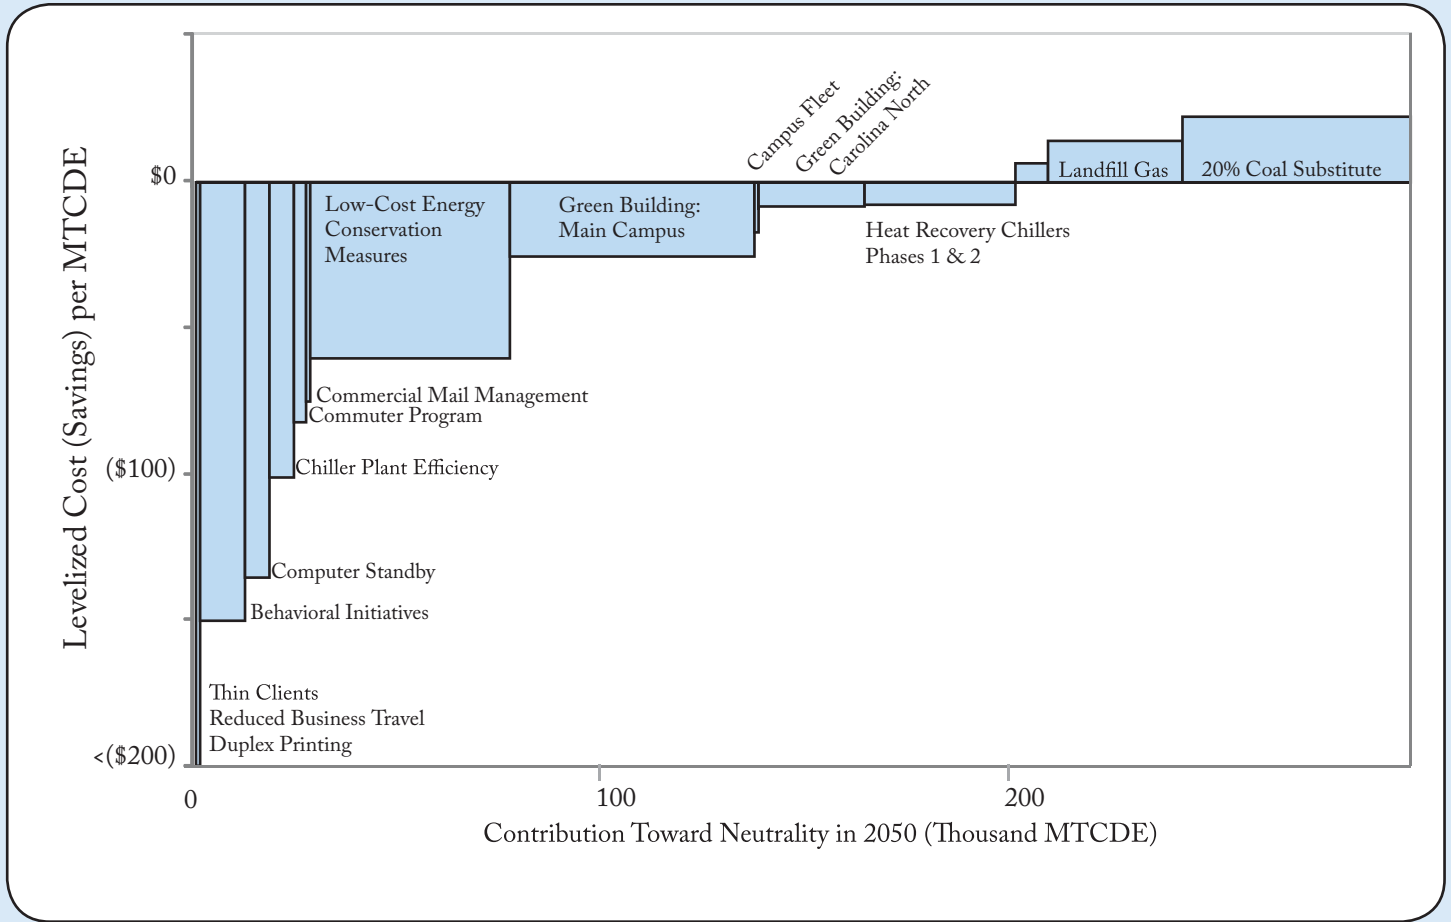 Levelized Cost (Savings) per MTCDE
$0
($100)
<($200)
Campus Fleet
Green Building:
Carolina North
Landfill Gas
20% Coal Substitute
Low-Cost Energy
Conservation
Measures
Green Building:
Main Campus
Heat Recovery Chillers
Phases 1 & 2
Commercial Mail Management
Commuter Program
Chiller Plant Efficiency
Computer Standby
Behavioral Initiatives
Thin Clients
Reduced Business Travel
Duplex Printing
0
100
200
Contribution Toward Neutrality in 2050 (Thousand MTCDE)